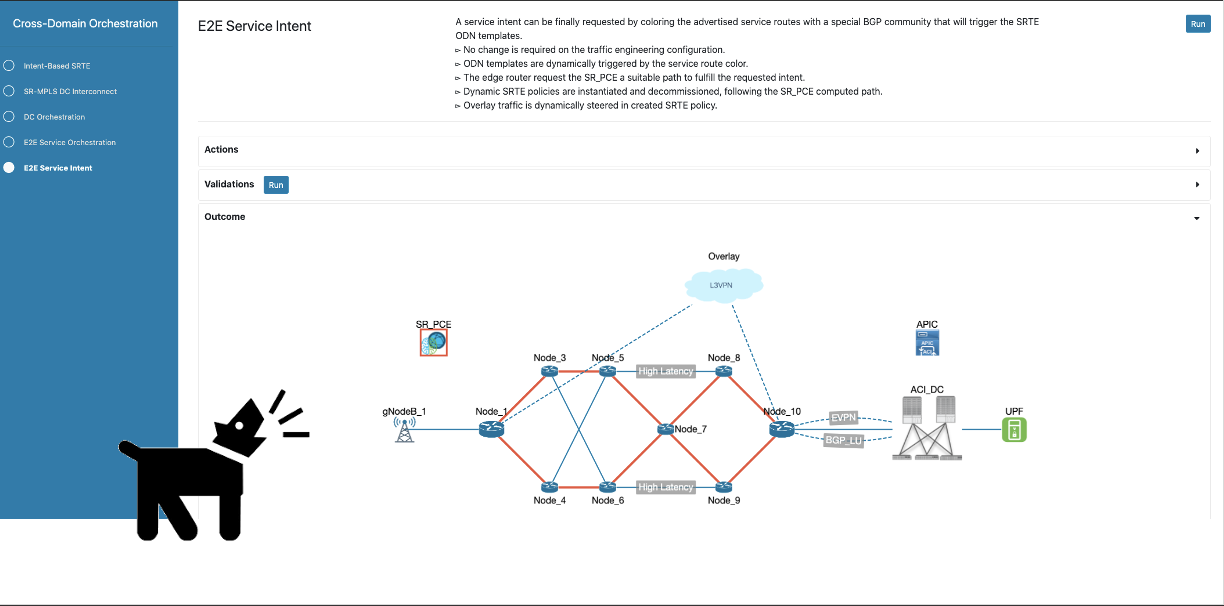 Cross-Domain Orchestration
Intent-Based SRTE
SR-MPLS DC Interconnect
DC Orchestration
E2E Service Orchestration
E2E Service Intent
E2E Service Intent
A service intent can be finally requested by coloring the advertised service routes with a special BGP community that will trigger the SRTE
ODN templates.
▻ No change is required on the traffic engineering configuration.
▻ ODN templates are dynamically triggered by the service route color.
▻ The edge router request the SR_PCE a suitable path to fulfill the requested intent.
▻ Dynamic SRTE policies are instantiated and decommissioned, following the SR_PCE computed path.
▻ Overlay traffic is dynamically steered in created SRTE policy.
Run
Actions
Validations Run
Outcome
Overlay
L3VPN
SR_PCE
APIC
APIC
ACI
Node_3
Node_5
High Latency
Node_8
ACI_DC
gNodeB_1
Node_1
Node_7
Node_10
EVPN
BGP_LU
UPF
High Latency
Node_4
Node_6
Node_9